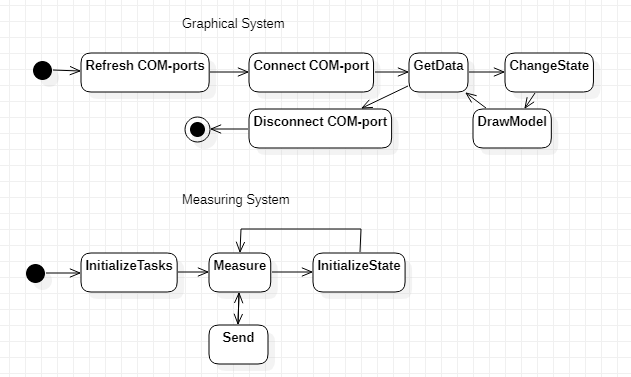 Graphical System
Refresh COM-ports
Connect COM-port
GetData
ChangeState
Disconnect COM-port
DrawModel
Measuring System
InitializeTasks
Measure
InitializeState
Send